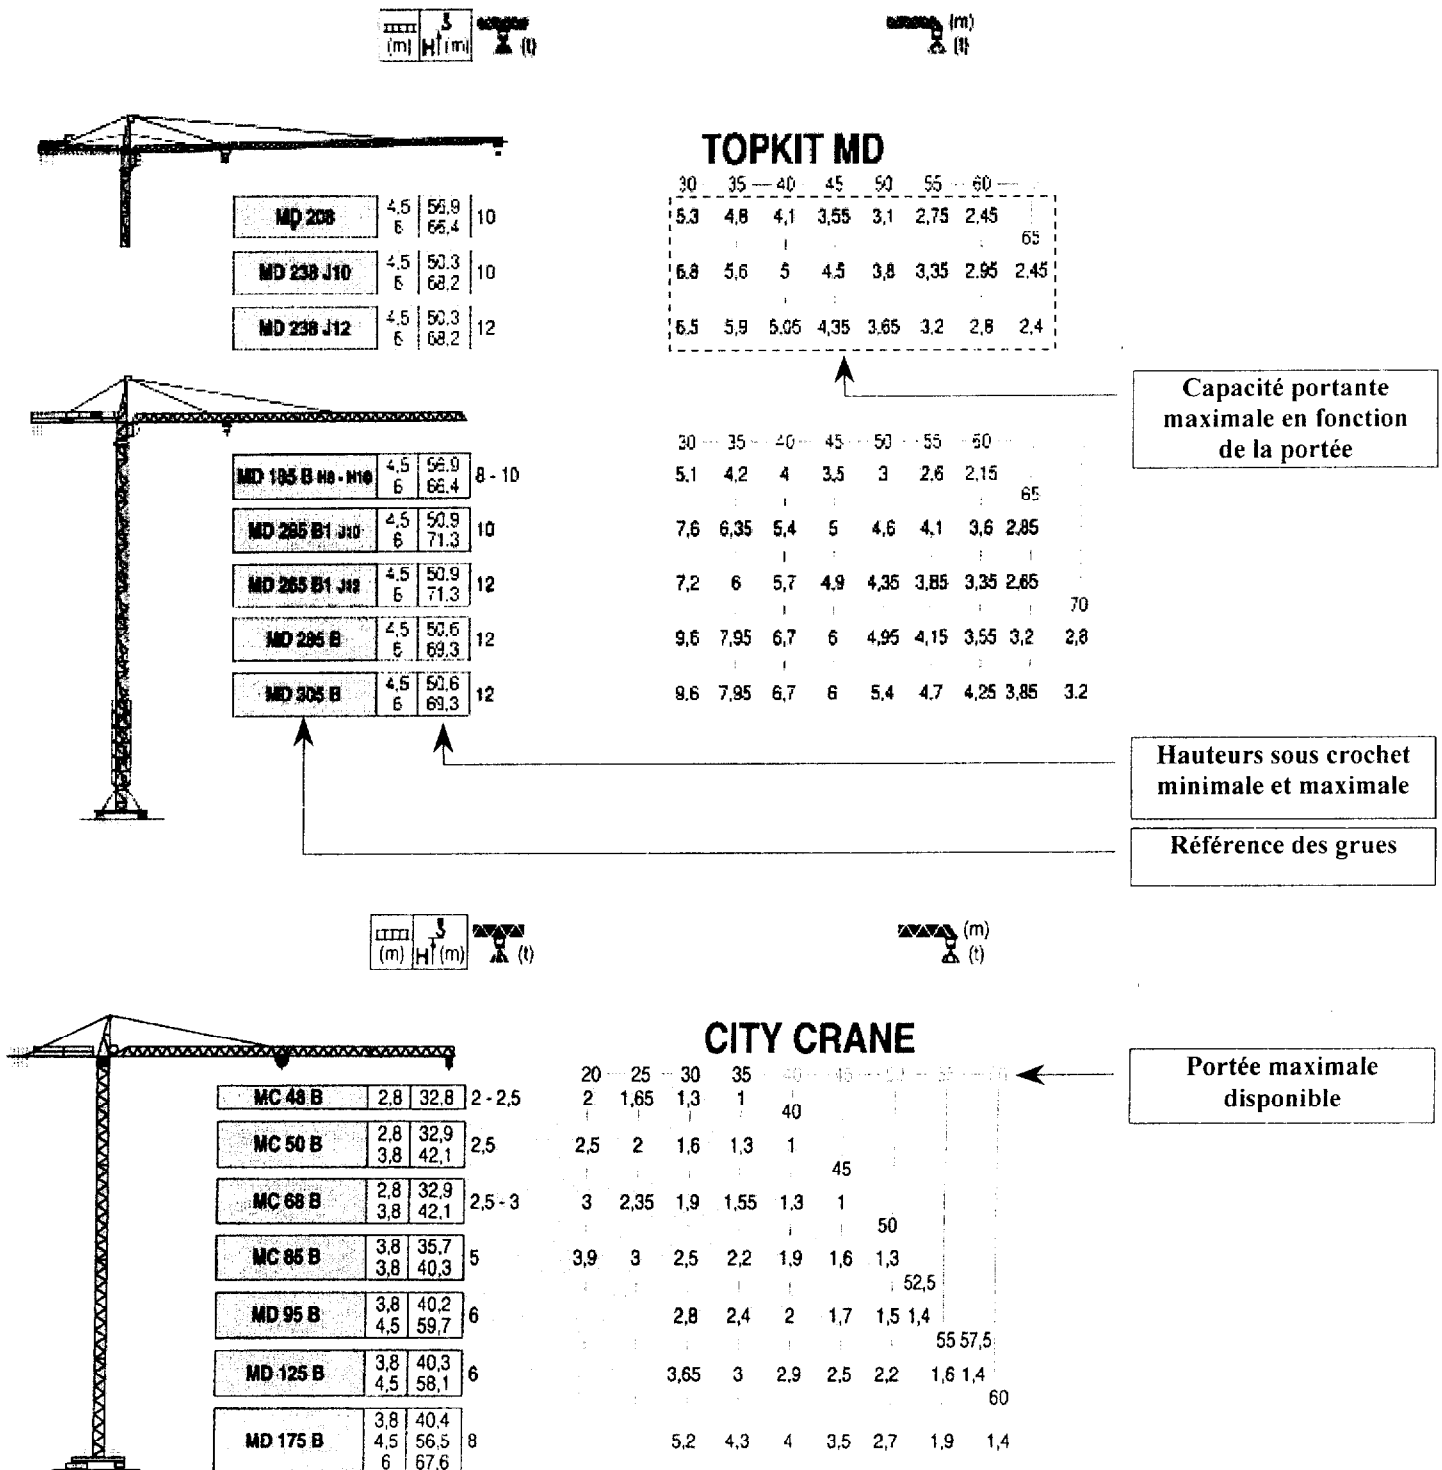 (m) H (m) (t) (m)
(t)
TOPKIT MD
30 35 40 45 50 55 60
MD 208 4,5 56,9 10 5.3 4,8 4,1 3,55 3,1 2,75 2,45
6 66,4
65
MD 238 J10 4,5 50.3 10 6.8 5,6 5 4.5 3,8 3,35 2.95 2.45
6 68.2
MD 238 J12 4,5 50.3 12 6.5 5,9 5.05 4,35 3.65 3.2 2,8 2,4
6 68.2
Capacité portante
maximale en fonction
de la portée
30 35 40 45 50 55 60
MD 185 B H8 - H10 4,5 56.9 8 - 10 5.1 4.2 4 3.5 3 2.6 2,15
6 66.4
65
MD 265 B1 J10 4,5 50.9 10 7,6 6,35 5,4 5 4,6 4,1 3,6 2.85
6 71.3
MD 265 B1 J12 4,5 50.9 12 7,2 6 5,7 4.9 4,35 3,85 3,35 2,65
6 71.3
70
MD 285 B 4,5 50.6 12 9,6 7,95 6,7 6 4,95 4,15 3,55 3,2 2,8
6 69.3
MD 305 B 4,5 50.6 12 9.6 7,95 6,7 6 5,4 4.7 4,25 3,85 3.2
6 69,3
Hauteurs sous crochet
minimale et maximale
Référence des grues
(m) H (m) (t) (m)
(t)
CITY CRANE
Portée maximale
disponible
20 25 30 35 40 45 50 55 60
MC 48 B 2,8 32,8 2 - 2,5 2 1,65 1,3 1
40
MC 50 B 2,8 32,9 2,5 2,5 2 1,6 1,3 1
3,8 42,1
45
MC 68 B 2,8 32,9 2,5 - 3 3 2,35 1,9 1,55 1,3 1
3,8 42,1
50
MC 85 B 3,8 35,7 5 3,9 3 2,5 2,2 1,9 1,6 1,3
3,8 40,3
52,5
MD 95 B 3,8 40,2 6 2,8 2,4 2 1,7 1,5 1,4
4,5 59,7
55 57,5
MD 125 B 3,8 40,3 6 3,65 3 2,9 2,5 2,2 1,6 1,4
4,5 58,1
60
MD 175 B 3,8 40,4 8 5,2 4,3 4 3,5 2,7 1,9 1,4
4,5 56,5
6 67,6